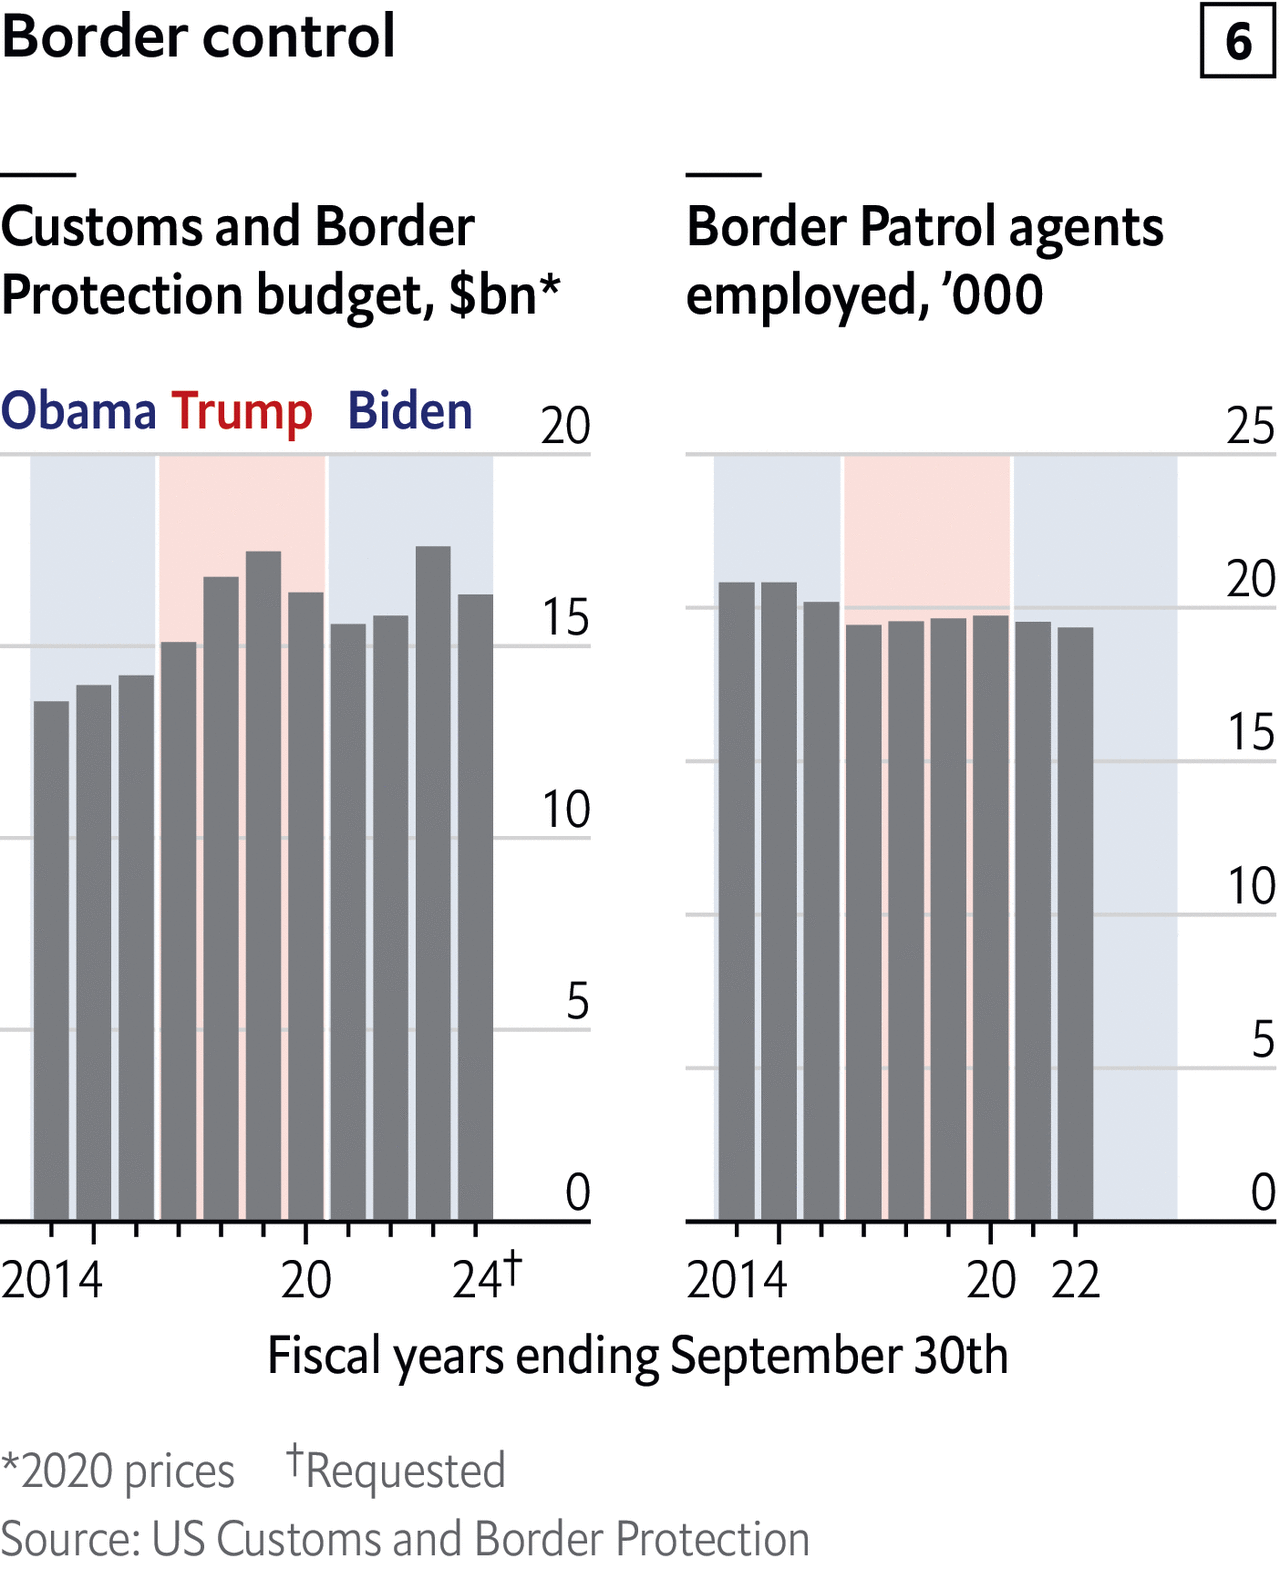 Border control
6
Customs and Border
Protection budget, $bn*
Obama Trump Biden
20
15
10
5
0
2014 20 24†
Border Patrol agents
employed, ’000
25
20
15
10
5
0
2014 20 22
Fiscal years ending September 30th
*2020 prices †Requested
Source: US Customs and Border Protection